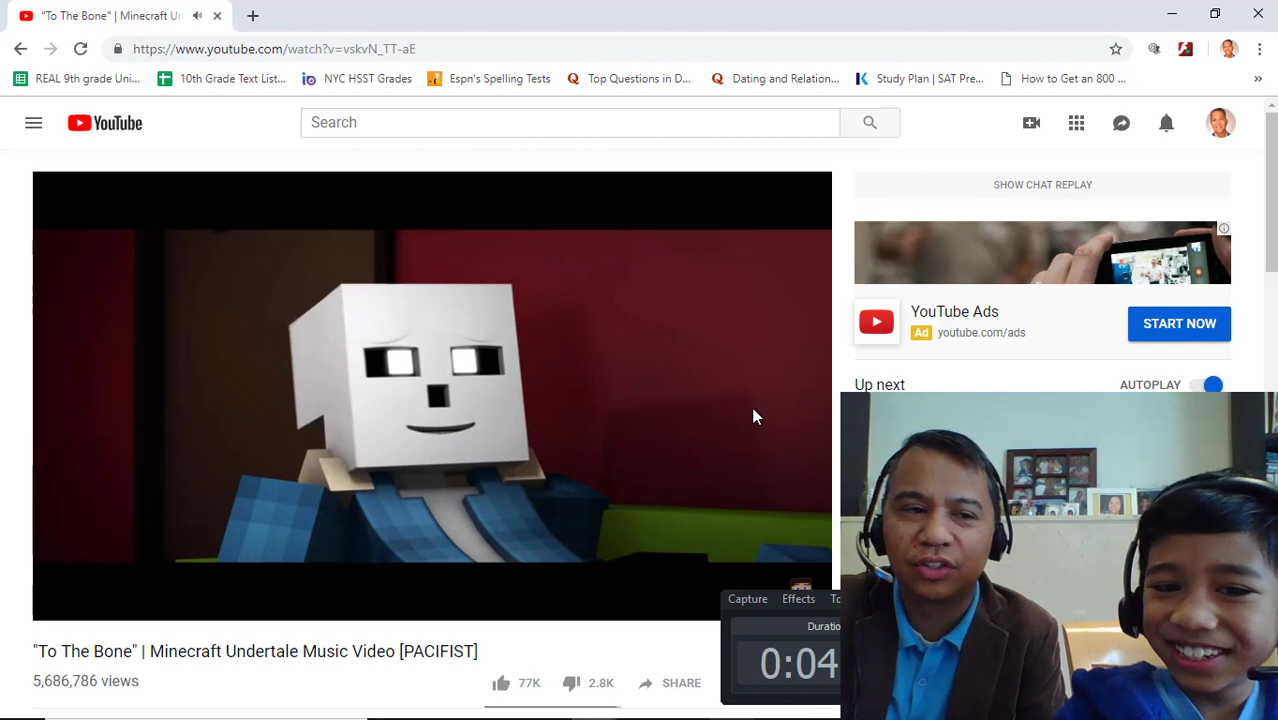 "To The Bone" | Minecraft Un
https://www.youtube.com/watch?v=vskvN_TT-aE
REAL 9th grade Uni... 10th Grade Text List... NYC HSST Grades Espn's Spelling Tests Top Questions in D... Dating and Relation... Study Plan | SAT Pre... How to Get an 800 ... »
YouTube
Search
SHOW CHAT REPLAY
YouTube Ads
Ad youtube.com/ads
START NOW
Up next
AUTOPLAY
Capture Effects To
Duratio
0:04
"To The Bone" | Minecraft Undertale Music Video [PACIFIST]
5,686,786 views
77K 2.8K SHARE